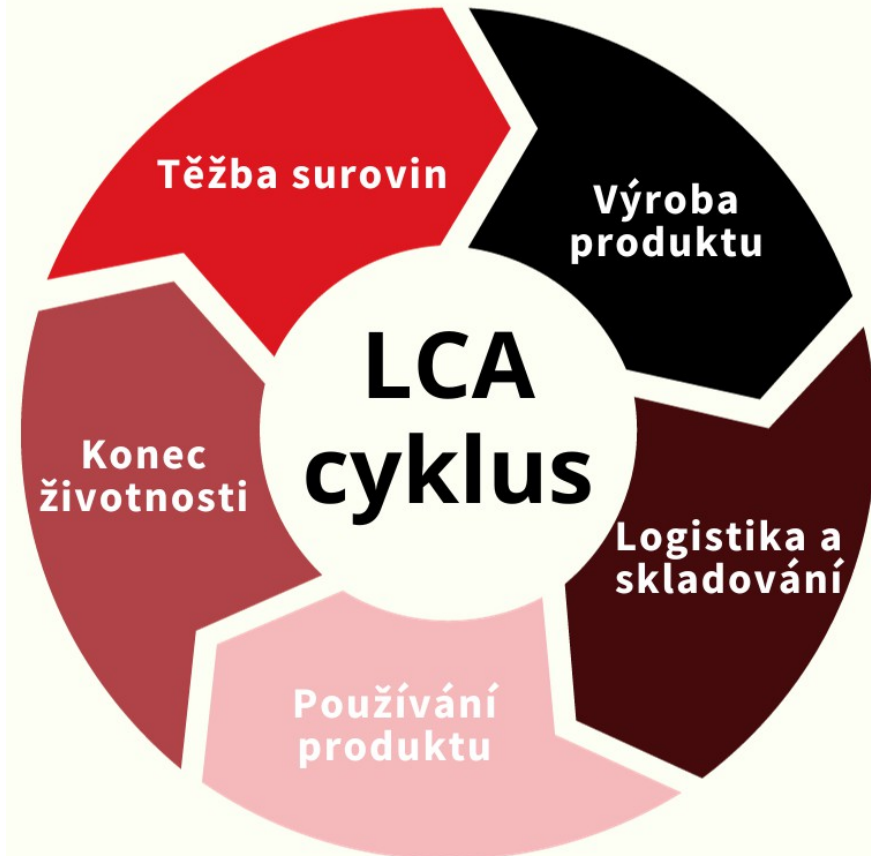 Těžba surovin
Výroba
produktu
LCA
cyklus
Konec
životnosti
Logistika a
skladování
Používání
produktu